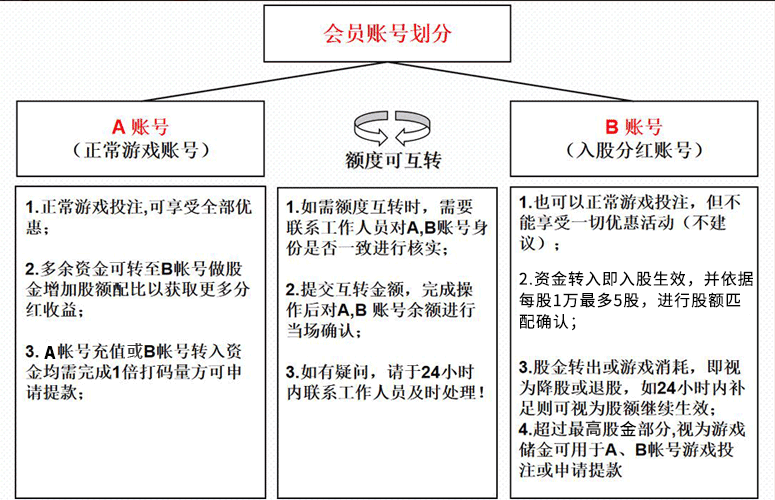 会员账号划分
A 账号
（正常游戏账号）
额度可互转
B 账号
（入股分红账号）
1.正常游戏投注,可享受全部优
惠；
2.多余资金可转至B帐号做股
金增加股额配比以获取更多分
红收益；
3. A帐号充值或B帐号转入资
金均需完成1倍打码量方可申
请提款；
1.如需额度互转时，需要
联系工作人员对A,B账号身
份是否一致进行核实；
2.提交互转金额，完成操
作后对A,B 账号余额进行
当场确认；
3.如有疑问，请于24小时
内联系工作人员及时处理！
1.也可以正常游戏投注，但不
能享受一切优惠活动（不建
议）；
2.资金转入即入股生效，并依据
每股1万最多5股，进行股额匹
配确认；
3.股金转出或游戏消耗，即视
为降股或退股，如24小时内补
足则可视为股额继续生效；
4.超过最高股金部分,视为游戏
储金可用于A、B帐号游戏投
注或申请提款